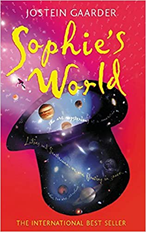 JOSTEIN GAARDER
Sophie's
World
THE INTERNATIONAL BEST SELLER